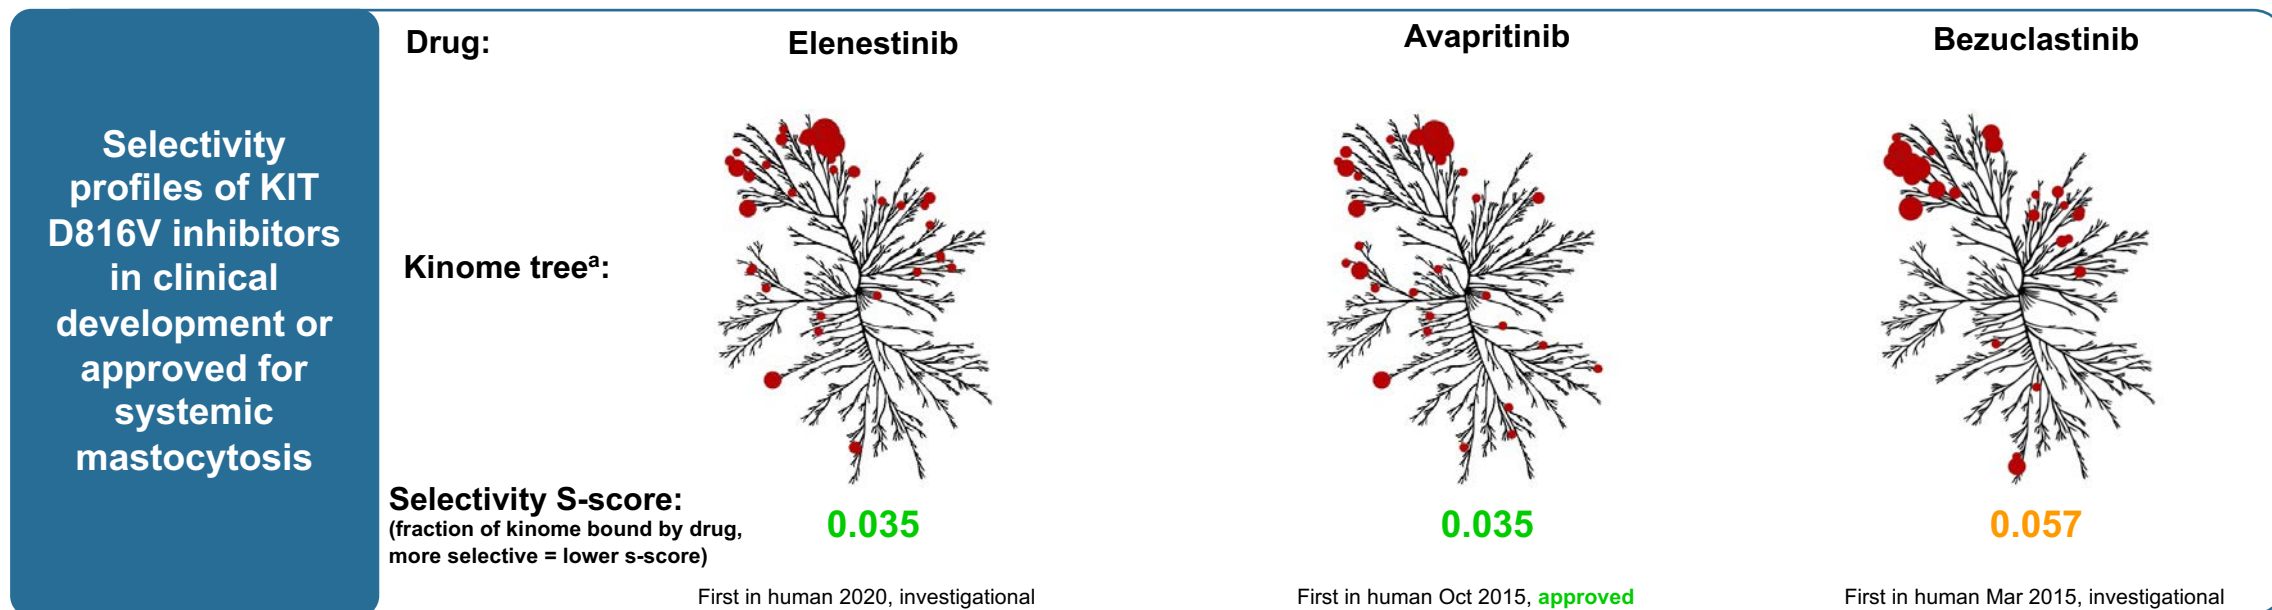 Selectivity
profiles of KIT
D816V inhibitors
in clinical
development or
approved for
systemic
mastocytosis
Drug:
Elenestinib
Avapritinib
Bezuclastinib
Kinome treeᵃ:
Selectivity S-score:
(fraction of kinome bound by drug,
more selective = lower s-score)
0.035
0.035
0.057
First in human 2020, investigational
First in human Oct 2015, approved
First in human Mar 2015, investigational